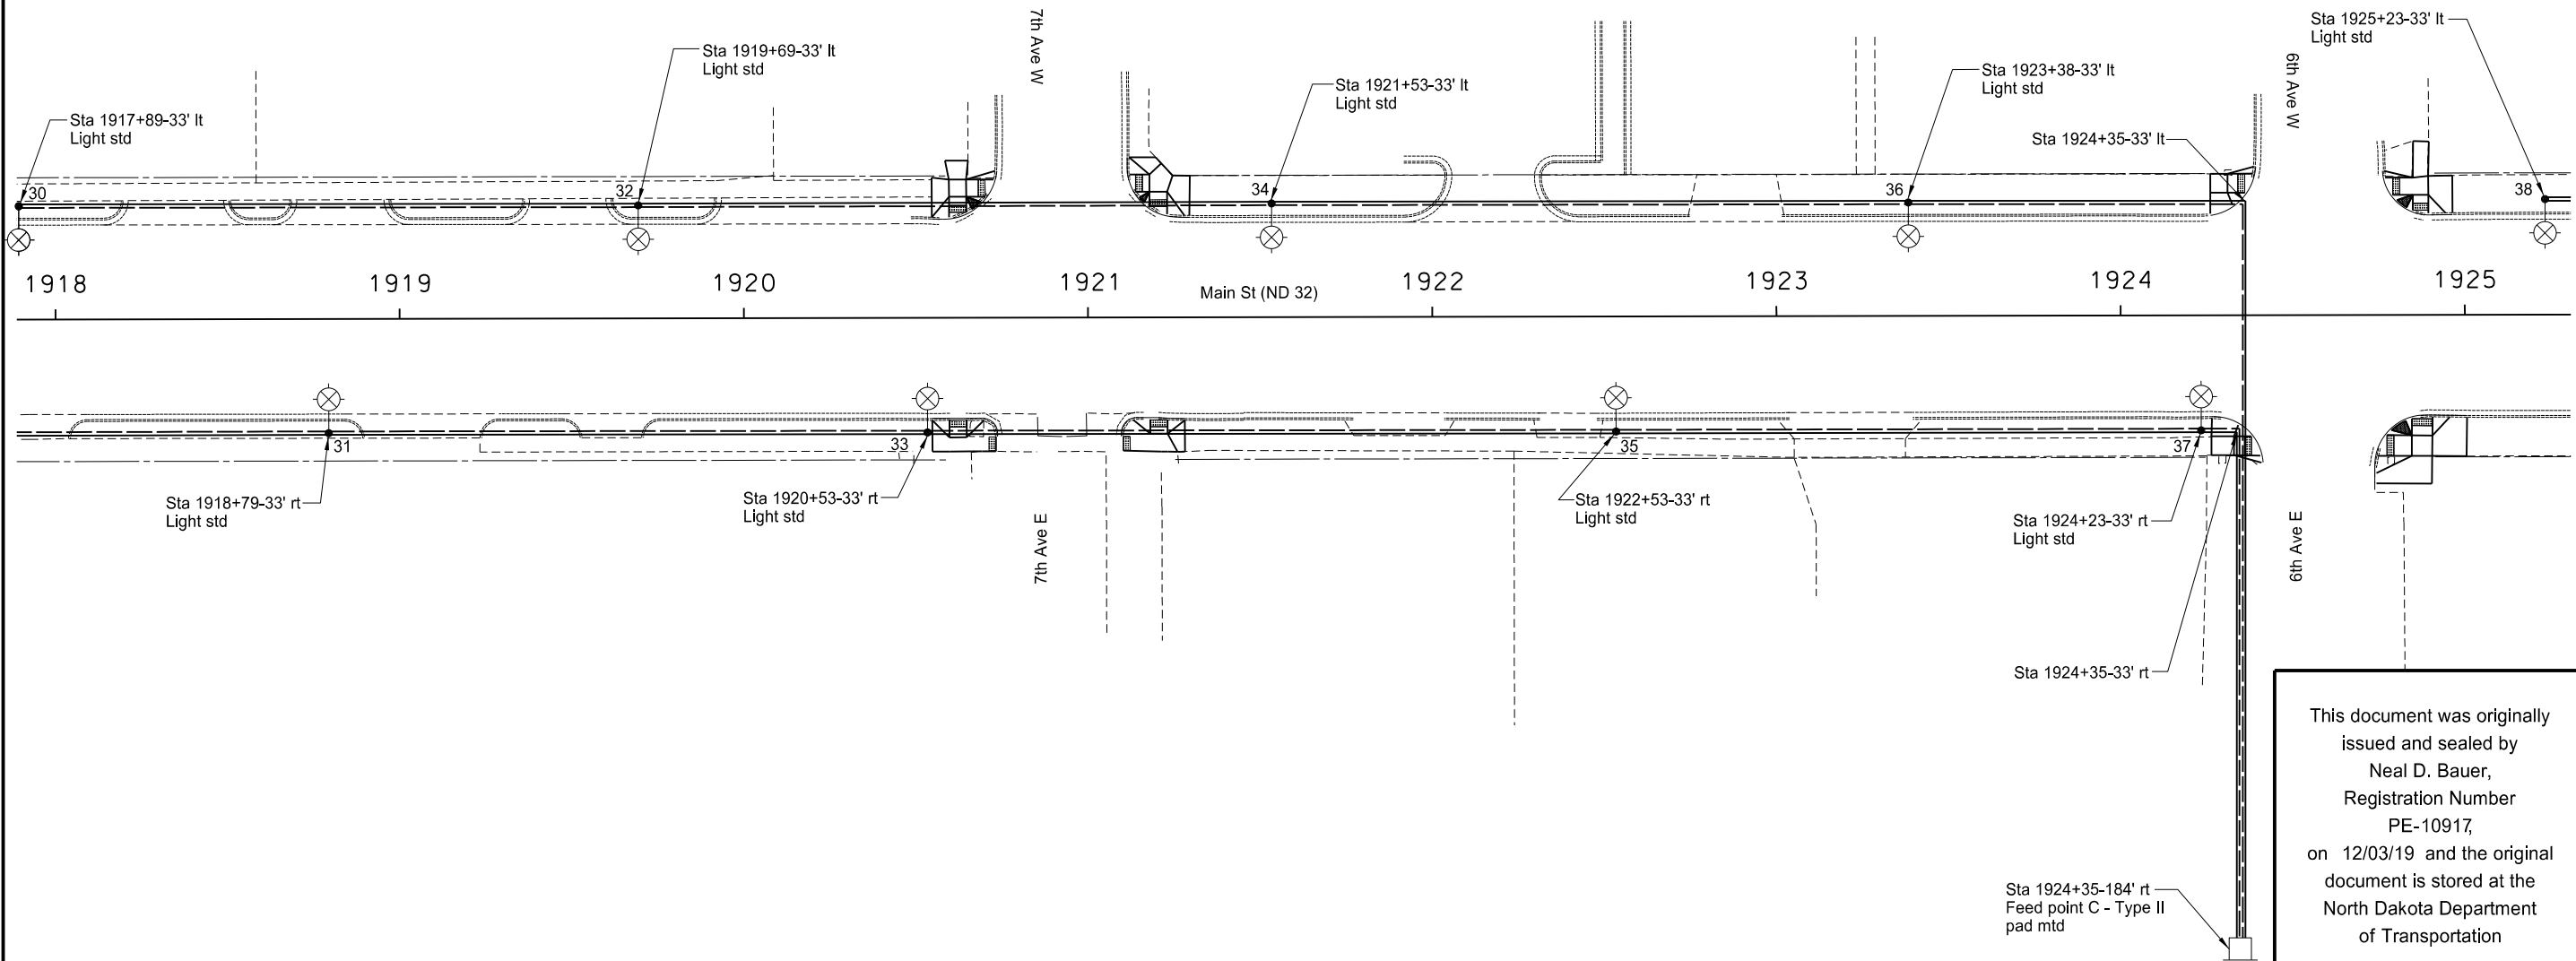 7th Ave W
Sta 1919+69-33' lt
Light std
Sta 1917+89-33' lt
Light std
Sta 1921+53-33' lt
Light std
Sta 1923+38-33' lt
Light std
Sta 1924+35-33' lt
6th Ave W
Sta 1925+23-33' lt
Light std
30
32
34
36
38
1918
1919
1920
1921
Main St (ND 32)
1922
1923
1924
1925
31
33
35
37
Sta 1918+79-33' rt
Light std
Sta 1920+53-33' rt
Light std
7th Ave E
Sta 1922+53-33' rt
Light std
Sta 1924+23-33' rt
Light std
6th Ave E
Sta 1924+35-33' rt
Sta 1924+35-184' rt
Feed point C - Type II
pad mtd
This document was originally
issued and sealed by
Neal D. Bauer,
Registration Number
PE-10917,
on 12/03/19 and the original
document is stored at the
North Dakota Department
of Transportation